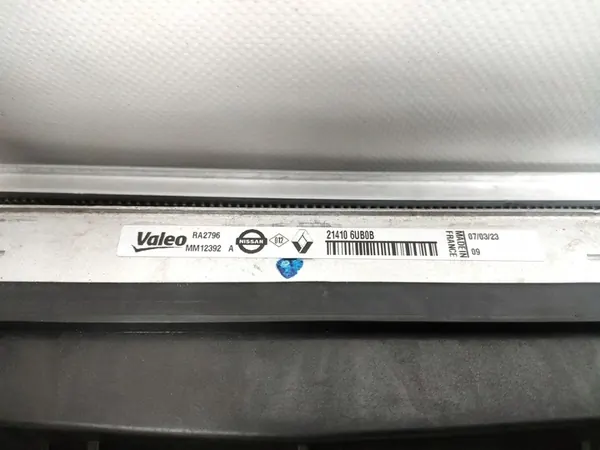 Valeo RA2796 NISSAN 21410 6UB0B MADE IN FRANCE 07/03/23
MM12392 A 09